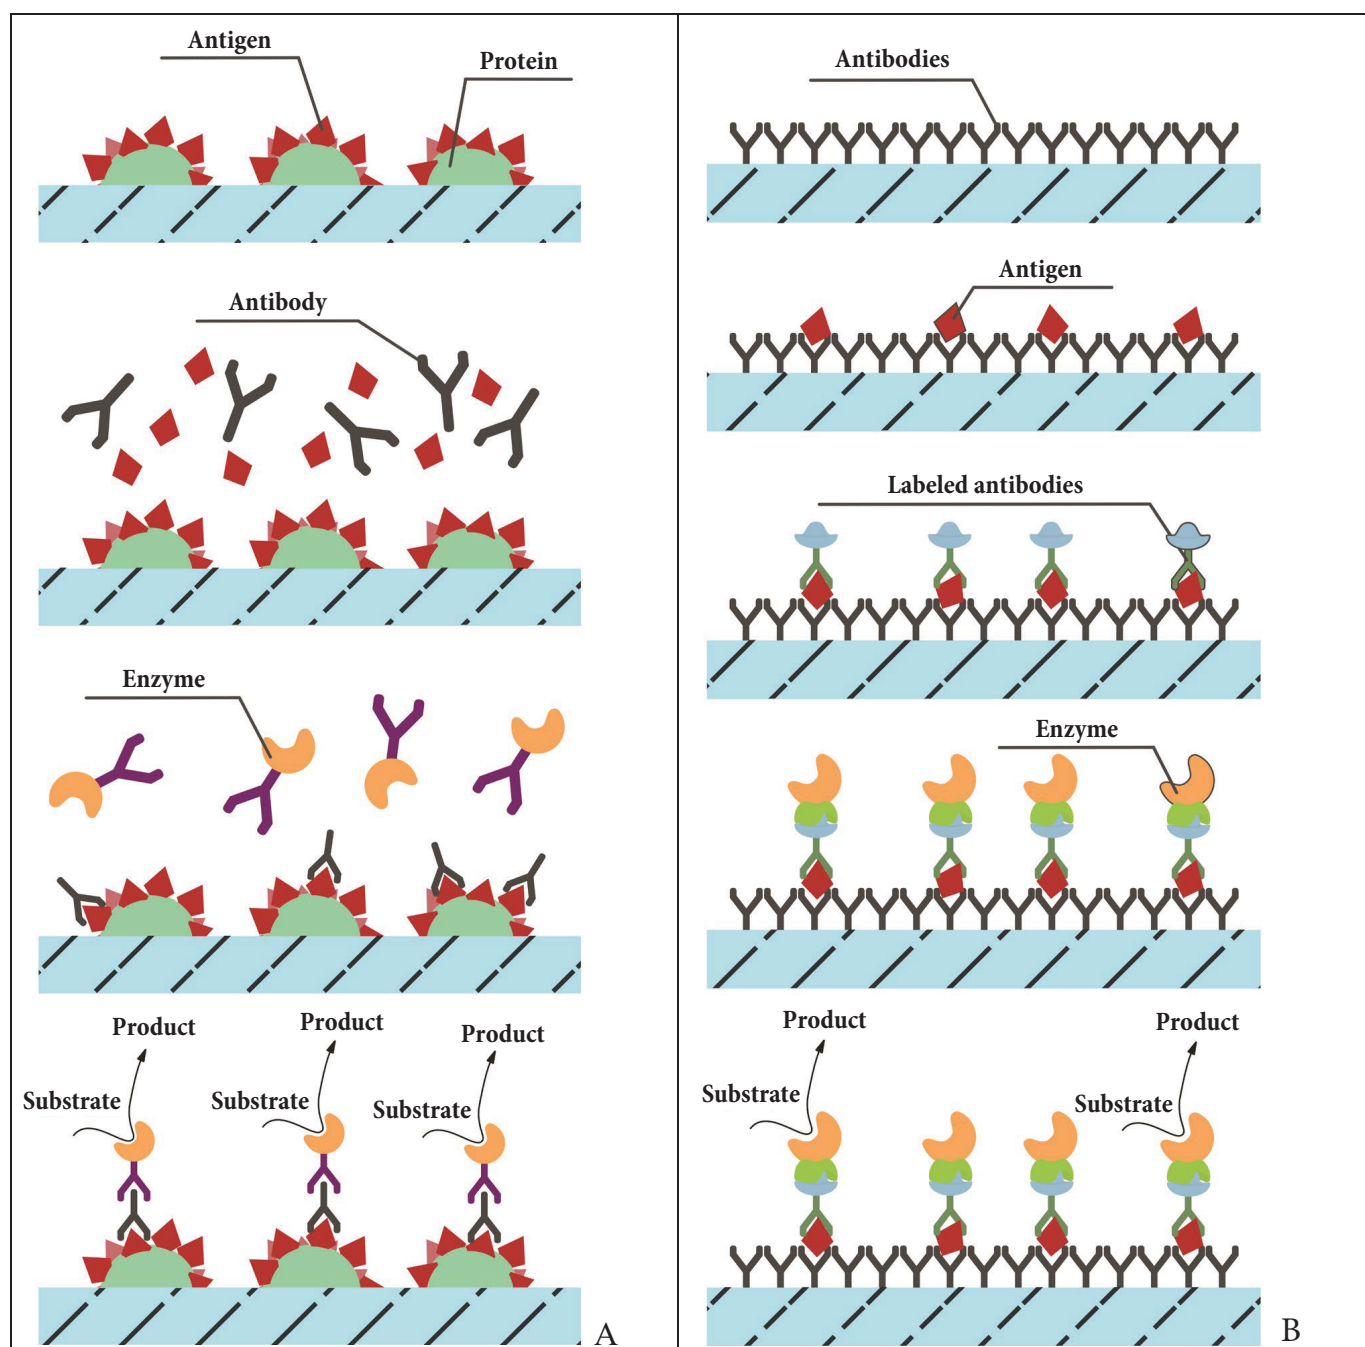 Antigen
Protein
Antibody
Enzyme
Product
Product
Product
Substrate
Substrate
Substrate
A
Antibodies
Antigen
Labeled antibodies
Enzyme
Product
Product
Substrate
Substrate
B